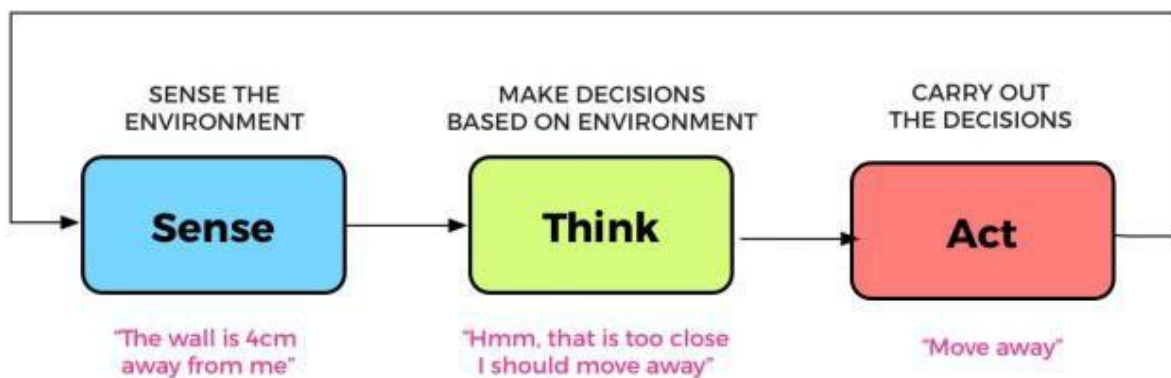 SENSE THE
ENVIRONMENT
Sense
"The wall is 4cm
away from me"
MAKE DECISIONS
BASED ON ENVIRONMENT
Think
"Hmm, that is too close
I should move away"
CARRY OUT
THE DECISIONS
Act
"Move away"